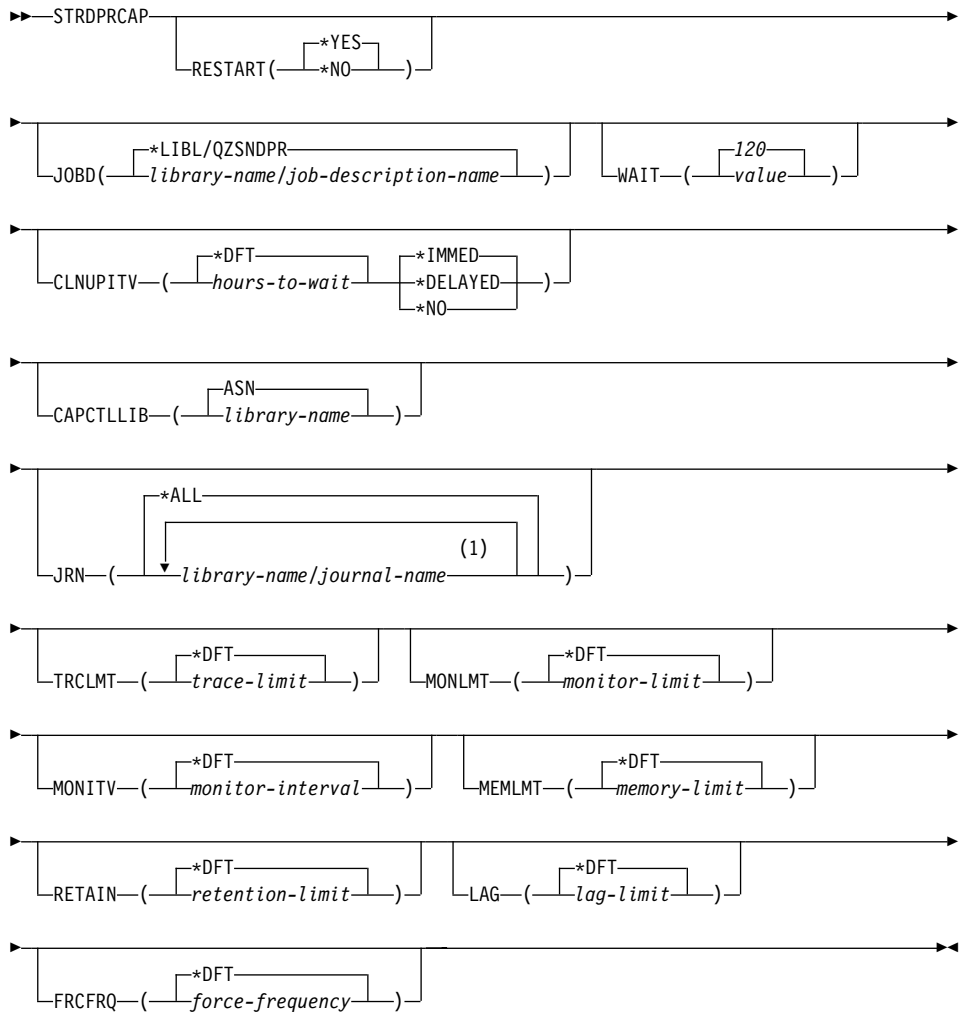 STRDPRCAP
*YES
RESTART( *NO )
*LIBL/QZSNDPR 120
JOBD( library-name/job-description-name ) WAIT ( value )
*DFT *IMMED
CLNUPITV ( hours-to-wait *DELAYED )
*NO
ASN
CAPCTLLIB ( library-name )
*ALL
(1)
JRN ( library-name/journal-name )
*DFT *DFT
TRCLMT ( trace-limit ) MONLMT ( monitor-limit )
*DFT *DFT
MONITV ( monitor-interval ) MEMLMT ( memory-limit )
*DFT *DFT
RETAIN ( retention-limit ) LAG ( lag-limit )
*DFT
FRCFRQ ( force-frequency )